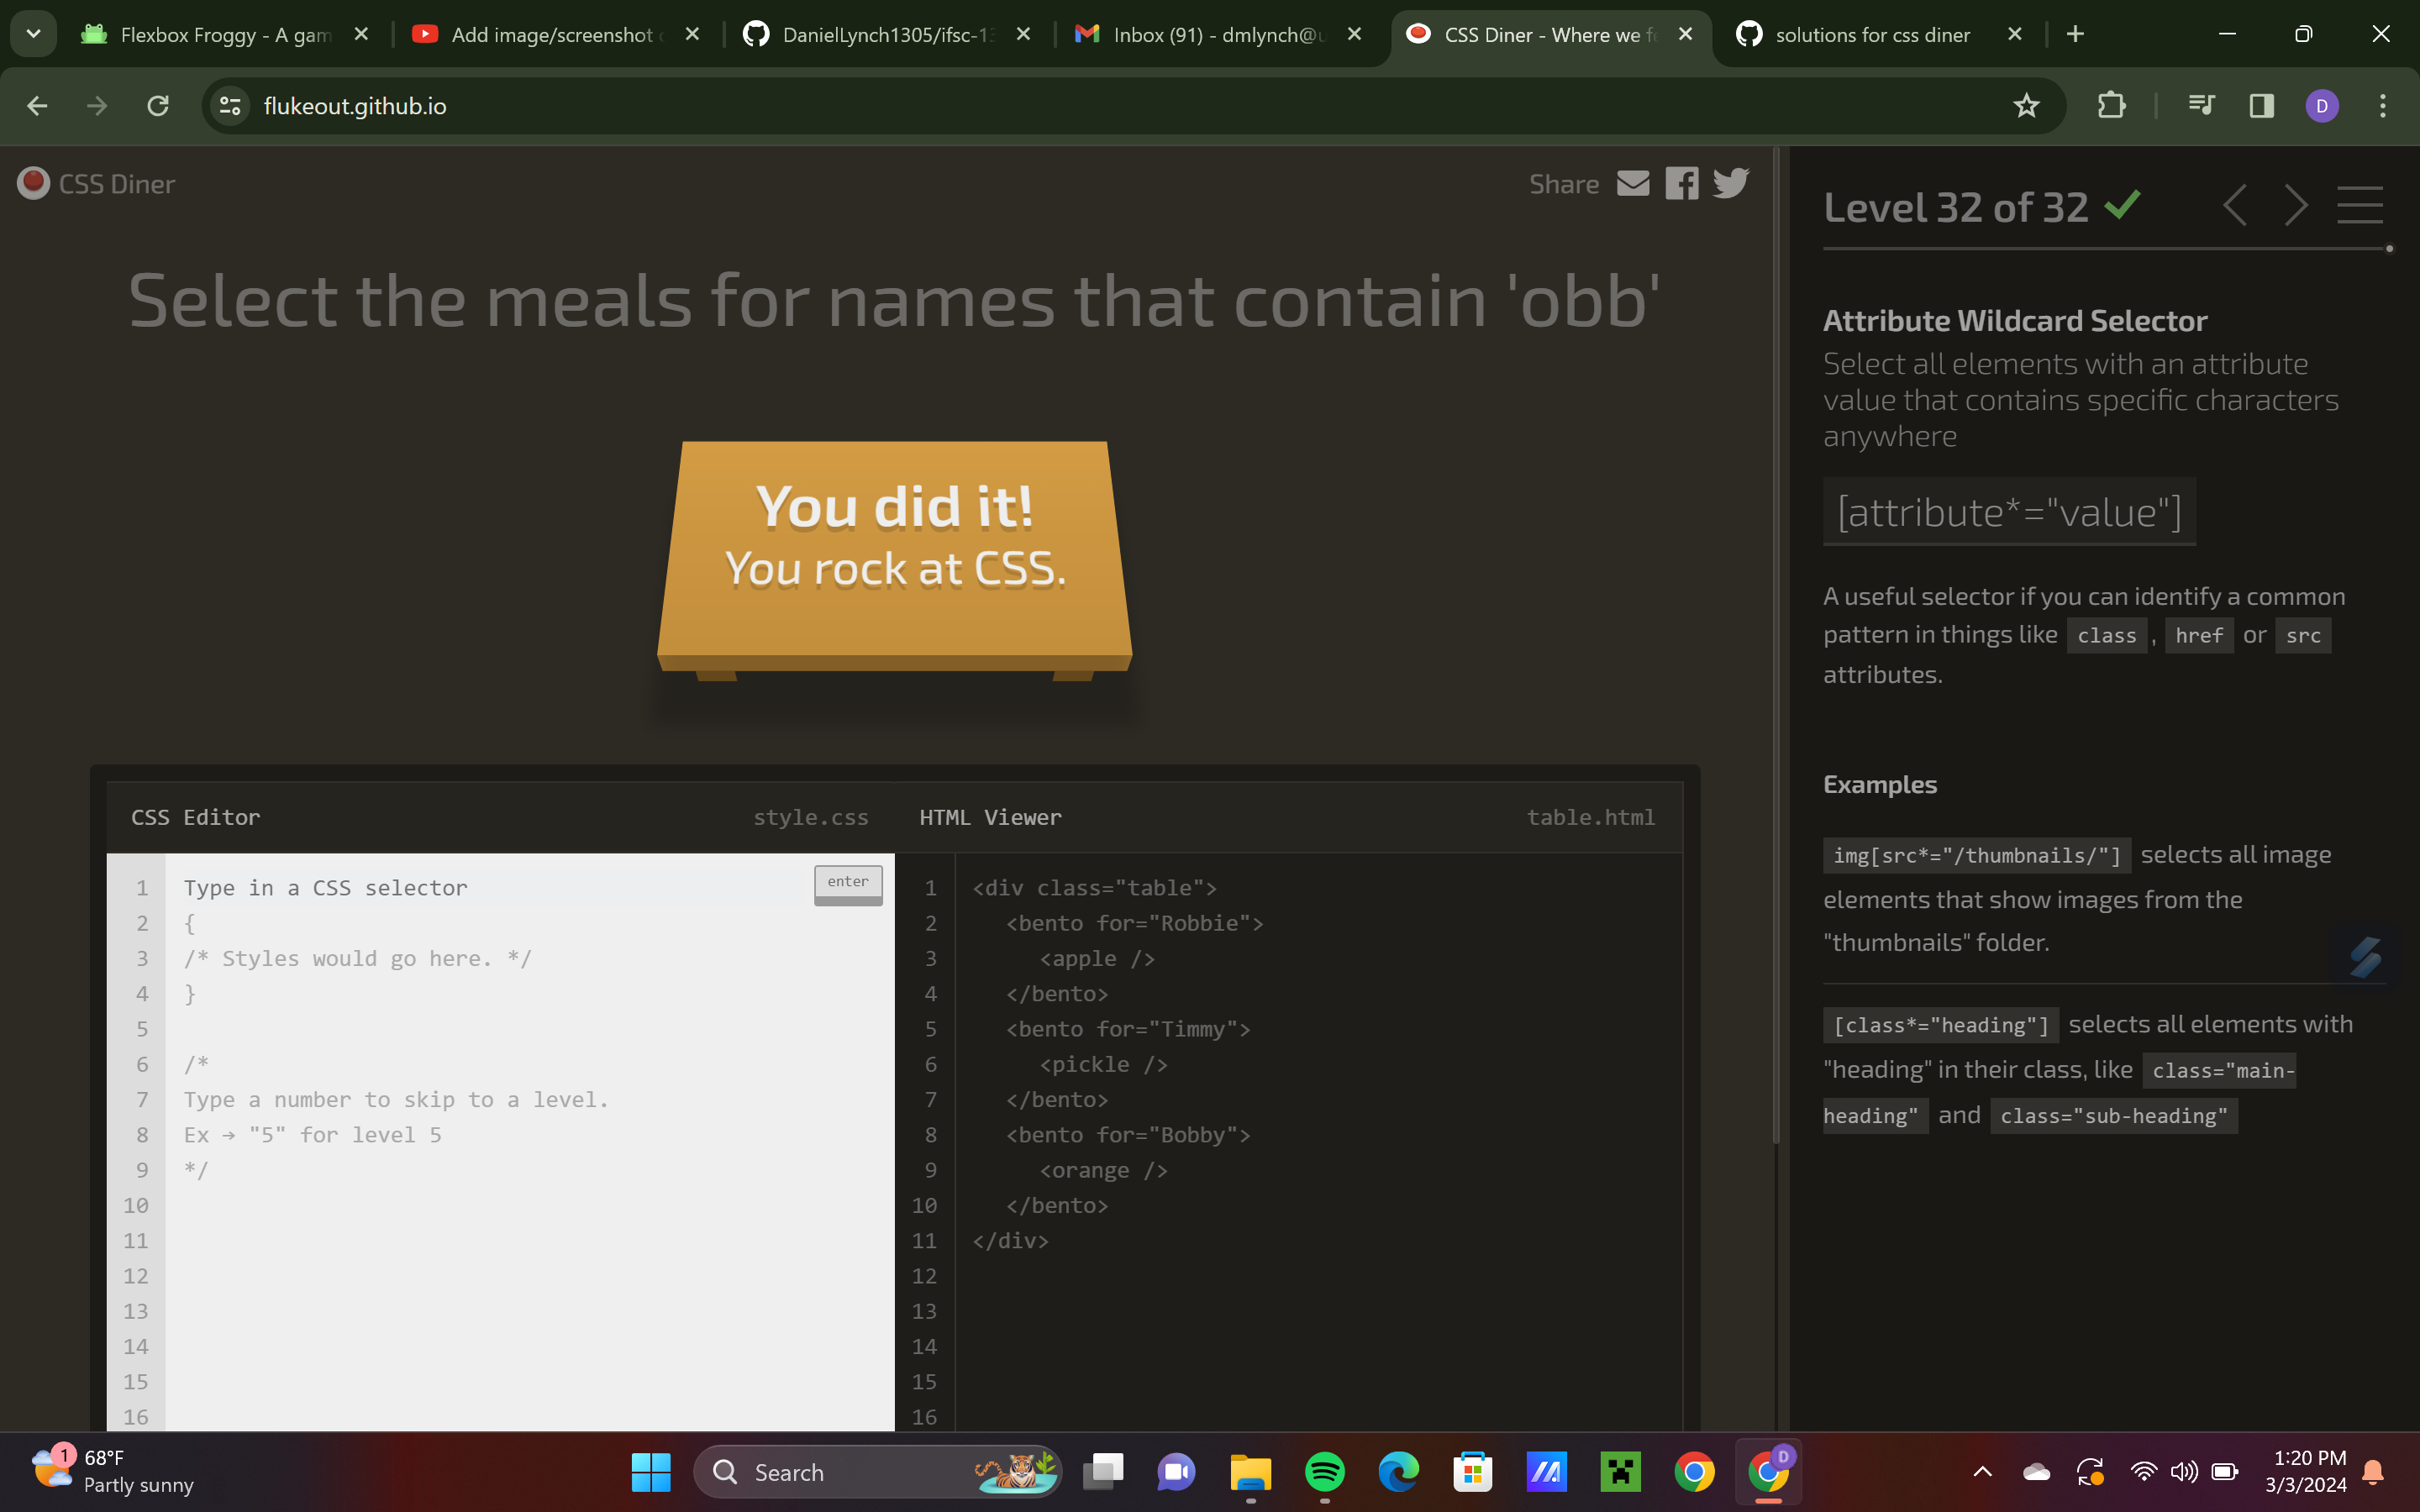 Flexbox Froggy - A gam
Add image/screenshot
DanielLynch1305/ifsc-13
Inbox (91) - dmlynch@u
CSS Diner - Where we fe
solutions for css diner
flukeout.github.io
D
CSS Diner
Share
Select the meals for names that contain 'obb'
You did it!
You rock at CSS.
CSS Editor
style.css
1 Type in a CSS selector
enter
2 {
3 /* Styles would go here. */
4 }
5
6 /*
7 Type a number to skip to a level.
8 Ex → "5" for level 5
9 */
10
11
12
13
14
15
16
HTML Viewer
table.html
1 <div class="table">
2 <bento for="Robbie">
3 <apple />
4 </bento>
5 <bento for="Timmy">
6 <pickle />
7 </bento>
8 <bento for="Bobby">
9 <orange />
10 </bento>
11 </div>
12
13
14
15
16
Level 32 of 32
Attribute Wildcard Selector
Select all elements with an attribute
value that contains specific characters
anywhere
[attribute*="value"]
A useful selector if you can identify a common
pattern in things like class , href or src
attributes.
Examples
img[src*="/thumbnails/"] selects all image
elements that show images from the
"thumbnails" folder.
[class*="heading"] selects all elements with
"heading" in their class, like class="main-
heading" and class="sub-heading"
1
68°F
Partly sunny
Search
D
1:20 PM
3/3/2024